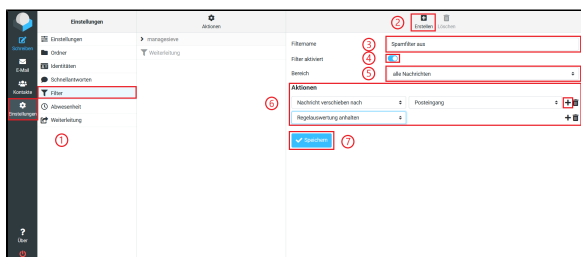 Schreiben
E-Mail
Kontakte
Einstellungen
?
Über
Einstellungen
Einstellungen
Ordner
Identitäten
Schnellantworten
Filter
Abwesenheit
Weiterleitung
1
Aktionen
managesieve
Weiterleitung
2
Erstellen
Löschen
Filtername
3
Spamfilter aus
Filter aktiviert
4
Bereich
5
alle Nachrichten
Aktionen
6
Nachricht verschieben nach
Posteingang
Regelauswertung anhalten
Speichern
7